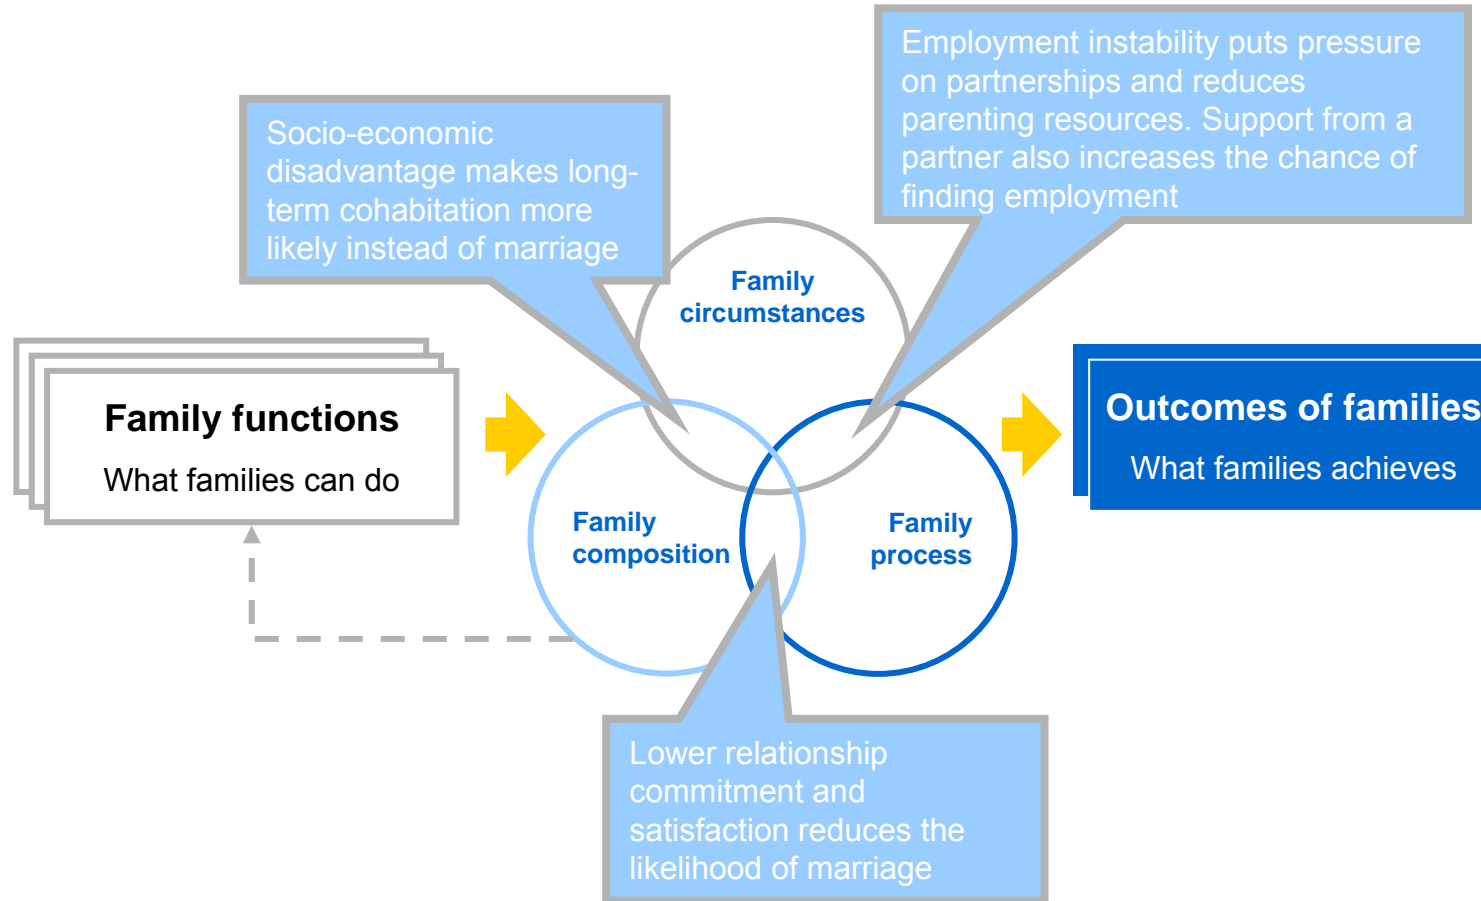 Employment instability puts pressure
on partnerships and reduces
parenting resources. Support from a
partner also increases the chance of
finding employment
Socio-economic
disadvantage makes long-
term cohabitation more
likely instead of marriage
Family
circumstances
Family functions
What families can do
Outcomes of families
What families achieves
Family
composition
Family
process
Lower relationship
commitment and
satisfaction reduces the
likelihood of marriage